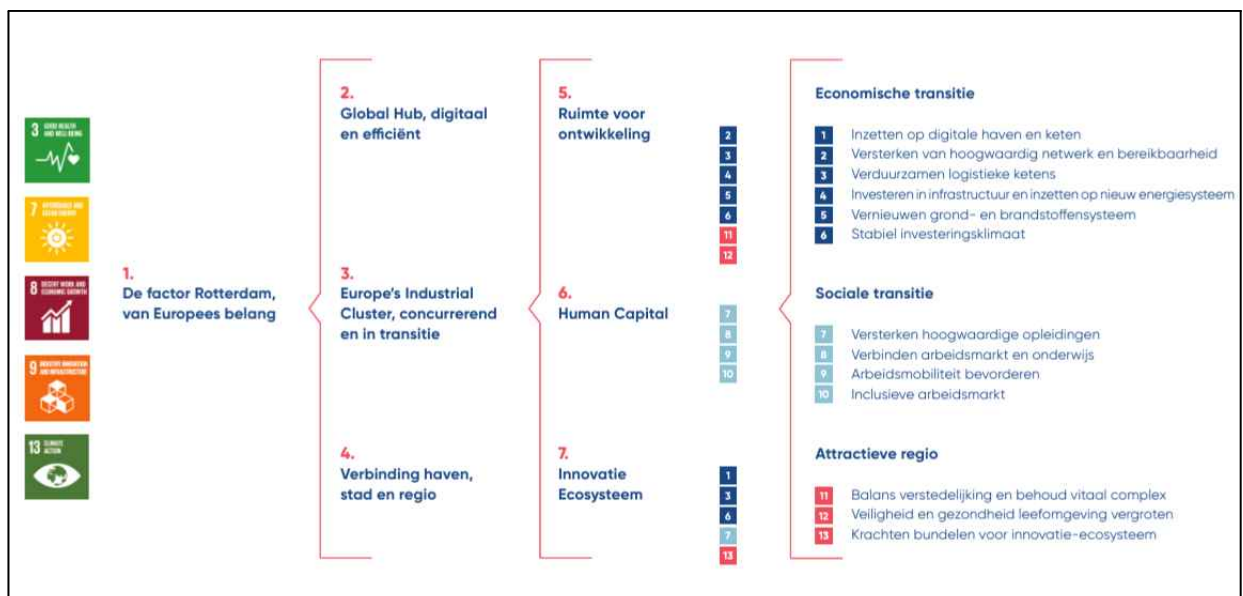 3 GOOD HEALTH
AND WELL-BEING
7 AFFORDABLE AND
CLEAN ENERGY
8 DECENT WORK AND
ECONOMIC GROWTH
9 INDUSTRY, INNOVATION
AND INFRASTRUCTURE
13 CLIMATE
ACTION
1.
De factor Rotterdam,
van Europees belang
2.
Global Hub, digitaal
en efficiënt
3.
Europe's Industrial
Cluster, concurrerend
en in transitie
4.
Verbinding haven,
stad en regio
5.
Ruimte voor
ontwikkeling
2
3
4
5
6
11
12
6.
Human Capital
7
8
9
10
7.
Innovatie
Ecosysteem
1
3
6
7
13
Economische transitie
1 Inzetten op digitale haven en keten
2 Versterken van hoogwaardig netwerk en bereikbaarheid
3 Verduurzamen logistieke ketens
4 Investeren in infrastructuur en inzetten op nieuw energiesysteem
5 Vernieuwen grond- en brandstoffensysteem
6 Stabiel investeringsklimaat
Sociale transitie
7 Versterken hoogwaardige opleidingen
8 Verbinden arbeidsmarkt en onderwijs
9 Arbeidsmobiliteit bevorderen
10 Inclusieve arbeidsmarkt
Attractieve regio
11 Balans verstedelijking en behoud vitaal complex
12 Veiligheid en gezondheid leefomgeving vergroten
13 Krachten bundelen voor innovatie-ecosysteem